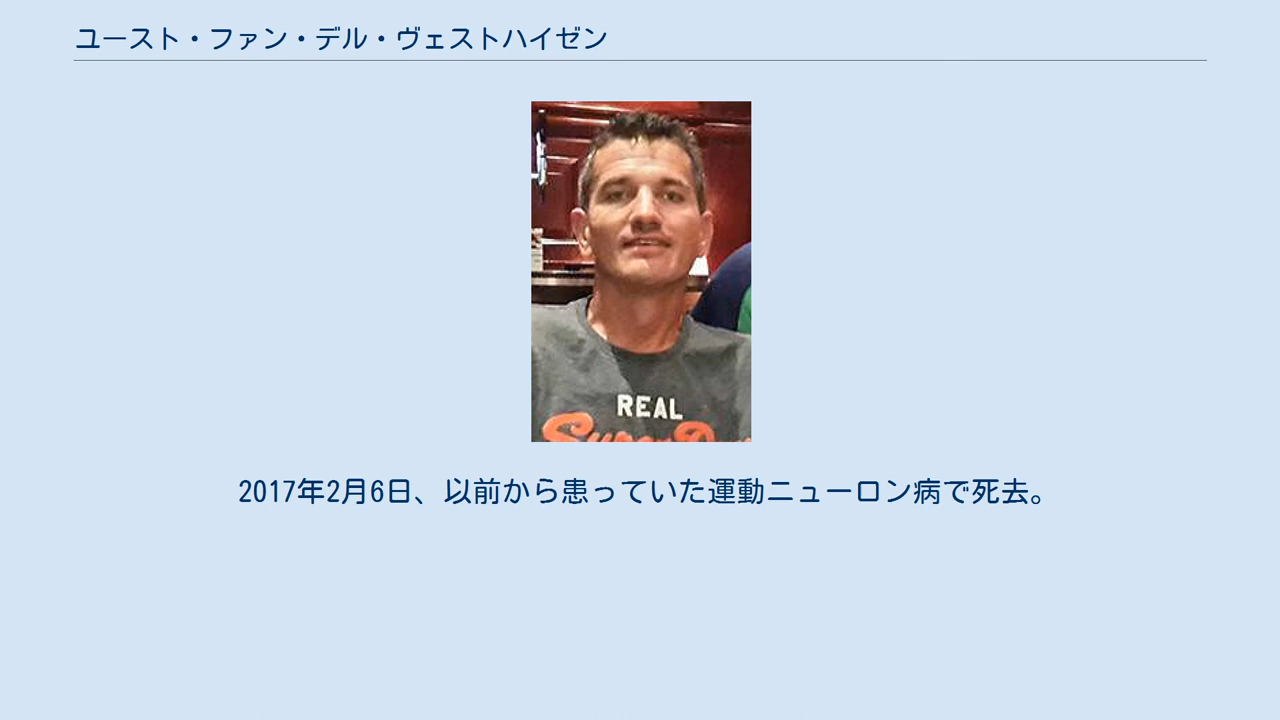 ユースト・ファン・デル・ヴェストハイゼン
REAL
2017年2月6日、以前から患っていた運動ニューロン病で死去。